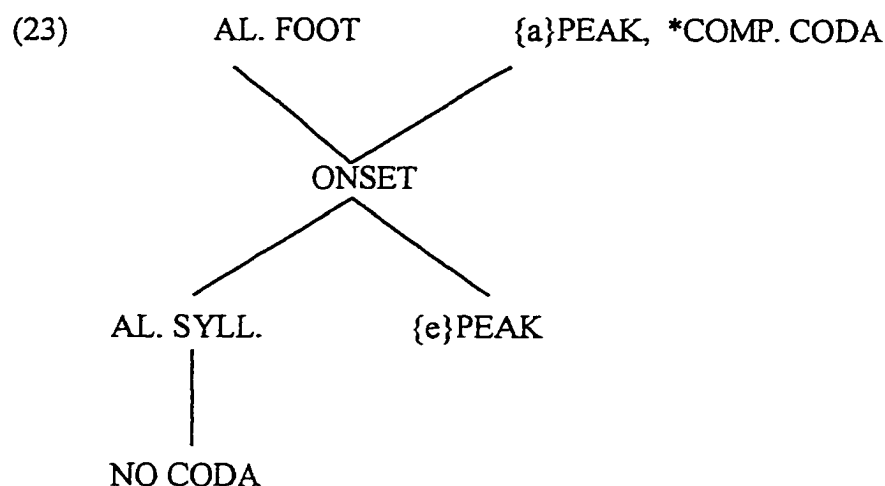 (23) AL. FOOT {a}PEAK, *COMP. CODA
ONSET
AL. SYLL. {e}PEAK
NO CODA